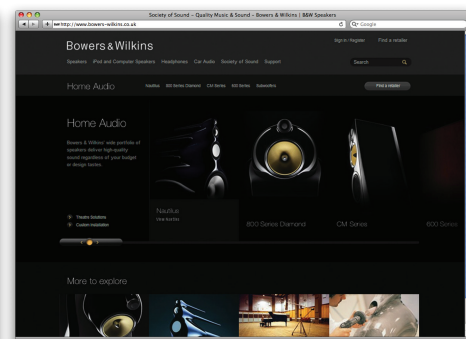 Society of Sound – Quality Music & Sound – Bowers & Wilkins | B&W Speakers
http://www.bowers-wilkins.co.uk
Google
Sign in Register Find a retailer
Bowers & Wilkins
Speakers iPod and Computer Speakers Headphones Car Audio Society of Sound Support
Search
Home Audio Nautilus 800 Series Diamond CM Series 600 Series Subwoofers Find a retailer
Home Audio
Bowers & Wilkins' wide portfolio of
speakers deliver high-quality
sound regardless of your budget
or design tastes.
Theatre Solutions
Custom Installation
Nautilus
800 Series Diamond
CM Series
600 Series
More to explore